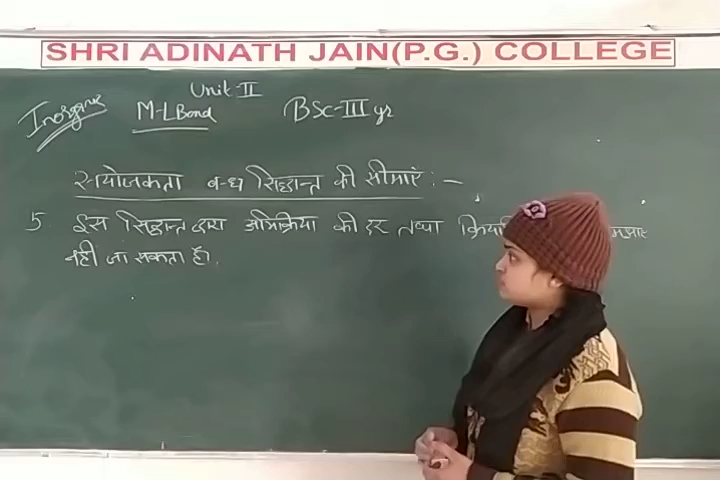 SHRI ADINATH JAIN(P.G.) COLLEGE
Unit-II
Inorganic M-L Bond BSc-III yr
संयोजकता बन्ध सिद्धान्त की सीमाएं :-
5 इस सिद्धान्त द्वारा अभिक्रिया की दर तथा
नहीं जा सकता है।